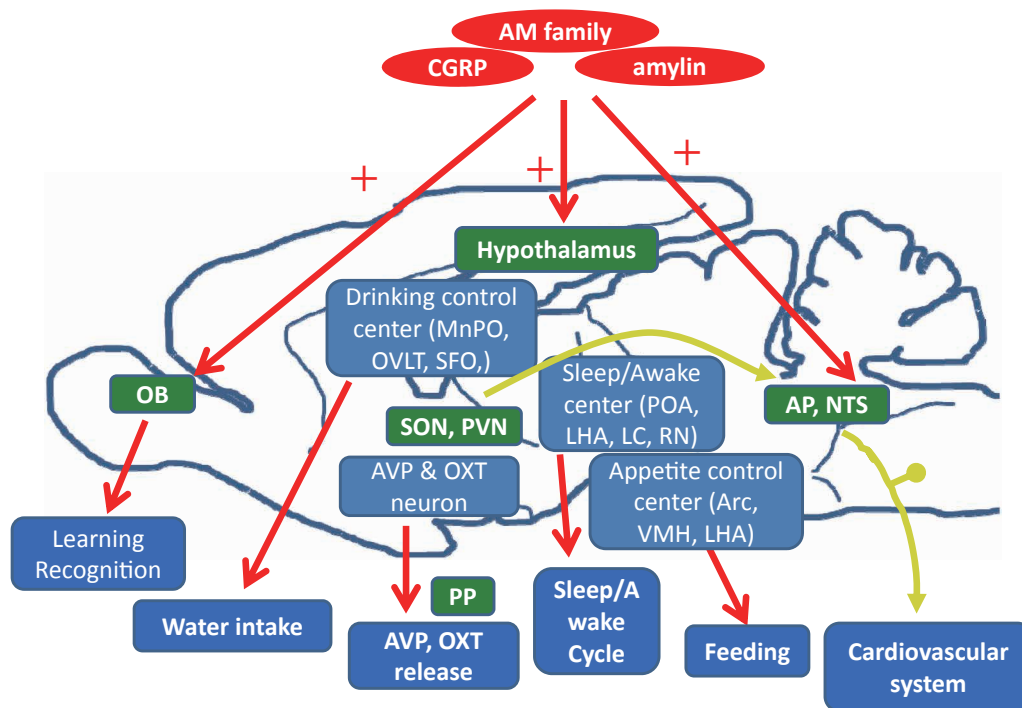 AM family
CGRP
amylin
+
+
+
Hypothalamus
Drinking control
center (MnPO,
OVLT, SFO,)
Sleep/Awake
center (POA,
LHA, LC, RN)
OB
SON, PVN
AP, NTS
AVP & OXT
neuron
Appetite control
center (Arc,
VMH, LHA)
Learning
Recognition
Water intake
PP
AVP, OXT
release
Sleep/A
wake
Cycle
Feeding
Cardiovascular
system